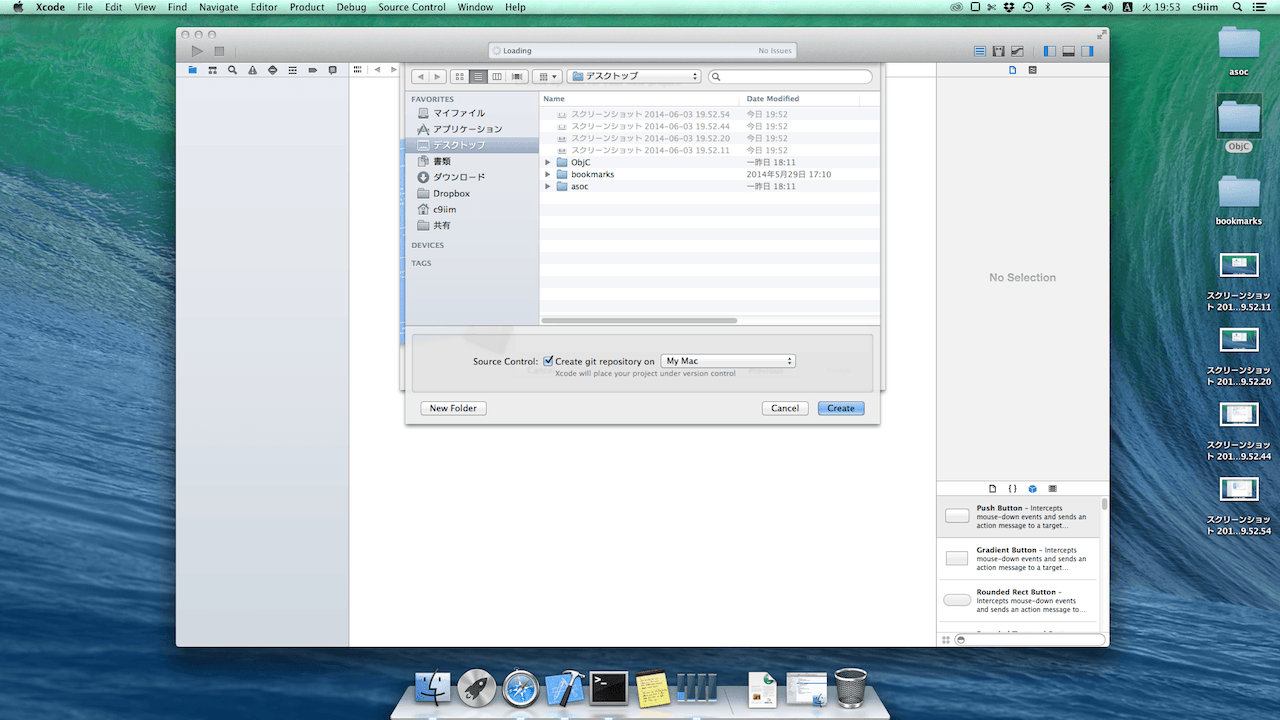 Xcode File Edit View Find Navigate Editor Product Debug Source Control Window Help
A 火 19:53 c9iim
Loading
No Issues
デスクトップ
FAVORITES
マイファイル
アプリケーション
デスクトップ
書類
ダウンロード
Dropbox
c9iim
共有
DEVICES
TAGS
Name Date Modified
スクリーンショット 2014-06-03 19.52.54 今日 19:52
スクリーンショット 2014-06-03 19.52.44 今日 19:52
スクリーンショット 2014-06-03 19.52.20 今日 19:52
スクリーンショット 2014-06-03 19.52.11 今日 19:52
ObjC 一昨日 18:11
bookmarks 2014年5月29日 17:10
asoc 一昨日 18:11
Source Control: Create git repository on My Mac
Xcode will place your project under version control
New Folder
Cancel
Create
No Selection
{ }
Push Button - Intercepts
mouse-down events and sends an
action message to a target...
Gradient Button - Intercepts
mouse-down events and sends an
action message to a target...
Rounded Rect Button -
Intercepts mouse-down events
and sends an action message to...
asoc
ObjC
bookmarks
スクリーンショッ
ト 201...9.52.11
スクリーンショッ
ト 201...9.52.20
スクリーンショッ
ト 201...9.52.44
スクリーンショッ
ト 201...9.52.54